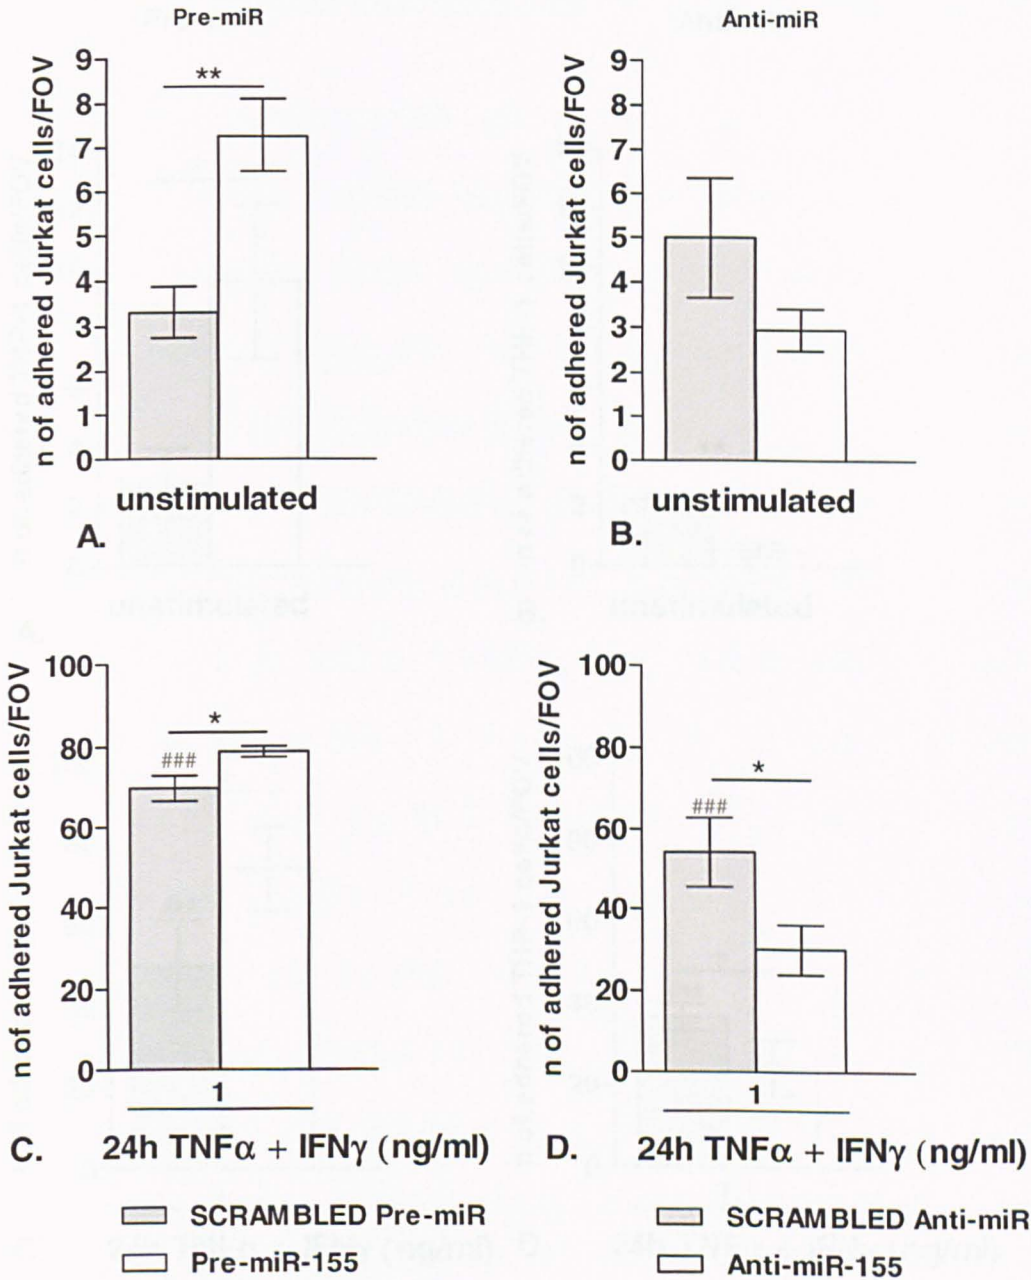 Pre-miR
n of adhered Jurkat cells/FOV
9
8
7
6
5
4
3
2
1
0
**
unstimulated
A.
Anti-miR
n of adhered Jurkat cells/FOV
9
8
7
6
5
4
3
2
1
0
unstimulated
B.
n of adhered Jurkat cells/FOV
100
80
60
40
20
0
*
###
1
C. 24h TNFα + IFNγ (ng/ml)
SCRAMBLED Pre-miR
Pre-miR-155
n of adhered Jurkat cells/FOV
100
80
60
40
20
0
*
###
1
D. 24h TNFα + IFNγ (ng/ml)
SCRAMBLED Anti-miR
Anti-miR-155